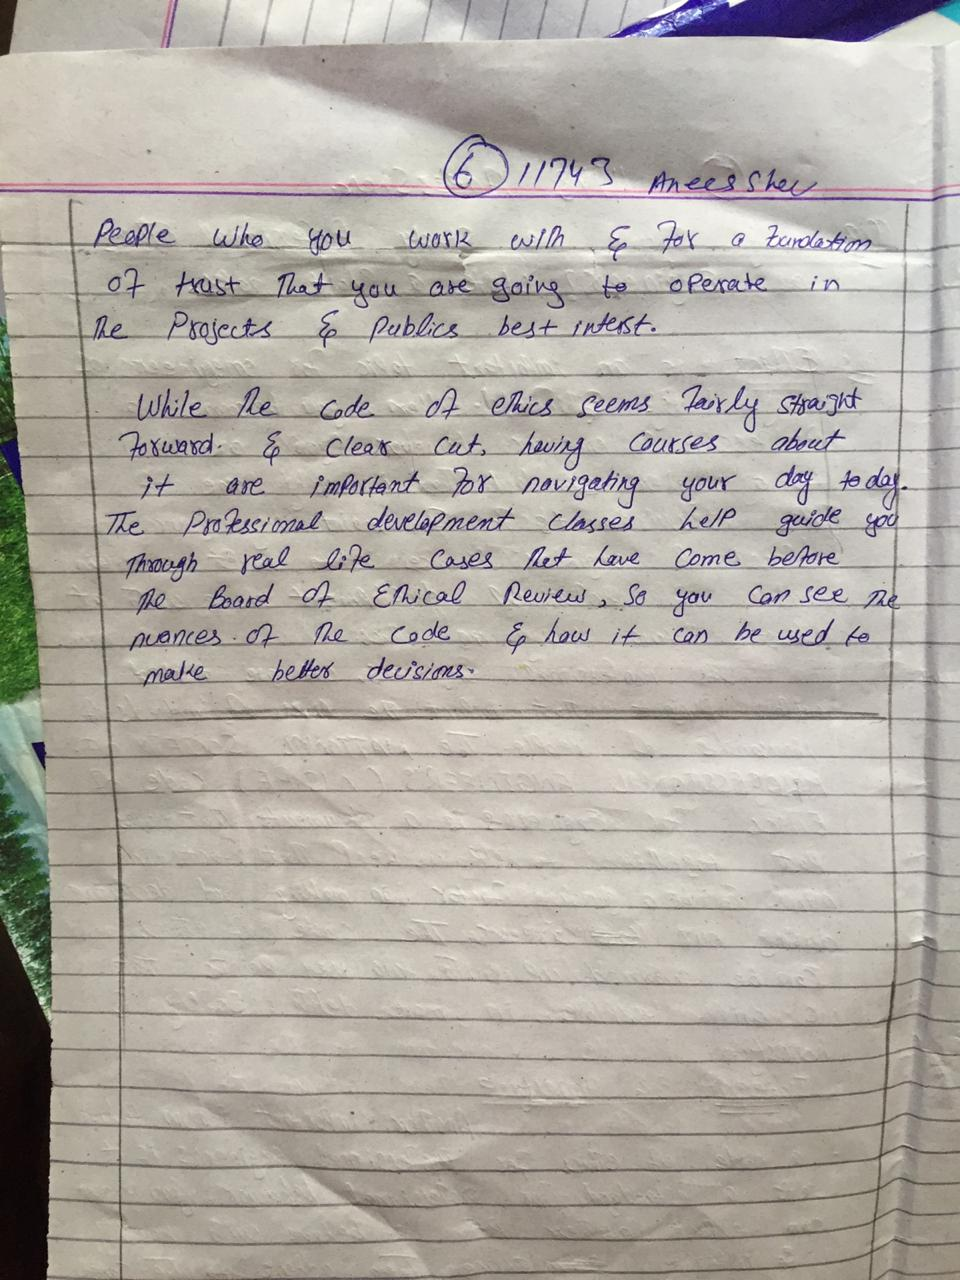 6 11743 Anees Sher
People who you work with & for a fundation
of trust that you are going to operate in
the Projects & Publics best interst.
While the code of ethics seems fairly straight
forward. & clear cut, having courses about
it are important for navigating your day today.
The Professional development classes help guide you
through real life cases that have come before
the Board of Ethical Review, so you can see the
nuances of the code & how it can be used to
make better decisions.